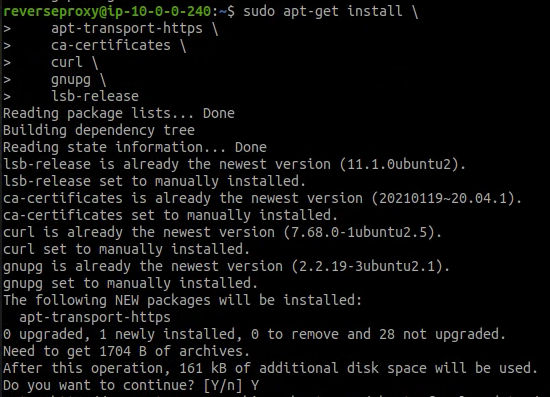 reverseproxy@ip-10-0-0-240:~$ sudo apt-get install \
>     apt-transport-https \
>     ca-certificates \
>     curl \
>     gnupg \
>     lsb-release
Reading package lists... Done
Building dependency tree
Reading state information... Done
lsb-release is already the newest version (11.1.0ubuntu2).
lsb-release set to manually installed.
ca-certificates is already the newest version (20210119~20.04.1).
ca-certificates set to manually installed.
curl is already the newest version (7.68.0-1ubuntu2.5).
curl set to manually installed.
gnupg is already the newest version (2.2.19-3ubuntu2.1).
gnupg set to manually installed.
The following NEW packages will be installed:
  apt-transport-https
0 upgraded, 1 newly installed, 0 to remove and 28 not upgraded.
Need to get 1704 B of archives.
After this operation, 161 kB of additional disk space will be used.
Do you want to continue? [Y/n] Y